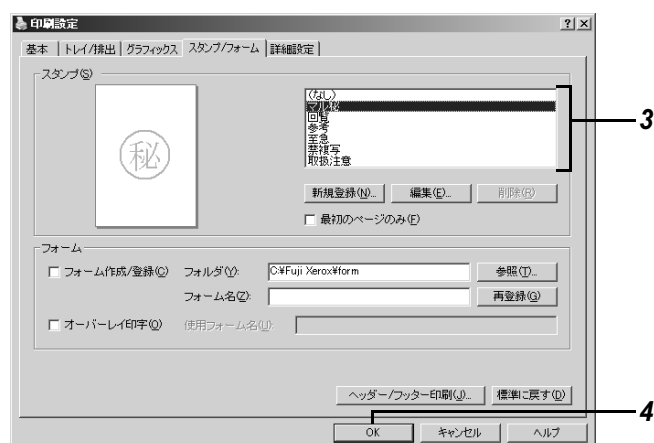 印刷設定
基本 トレイ/排出 グラフィックス スタンプ/フォーム 詳細設定
スタンプ(S)
秘
(なし)
マル秘
回覧
参考
至急
禁複写
取扱注意
3
新規登録(N)... 編集(E)... 削除(R)
最初のページのみ(F)
フォーム
フォーム作成/登録(C) フォルダ(Y): C:¥Fuji Xerox¥form 参照(T)...
フォーム名(Z): 再登録(G)
オーバーレイ印字(O) 使用フォーム名(U):
ヘッダー/フッター印刷(J)... 標準に戻す(D)
4
OK キャンセル ヘルプ